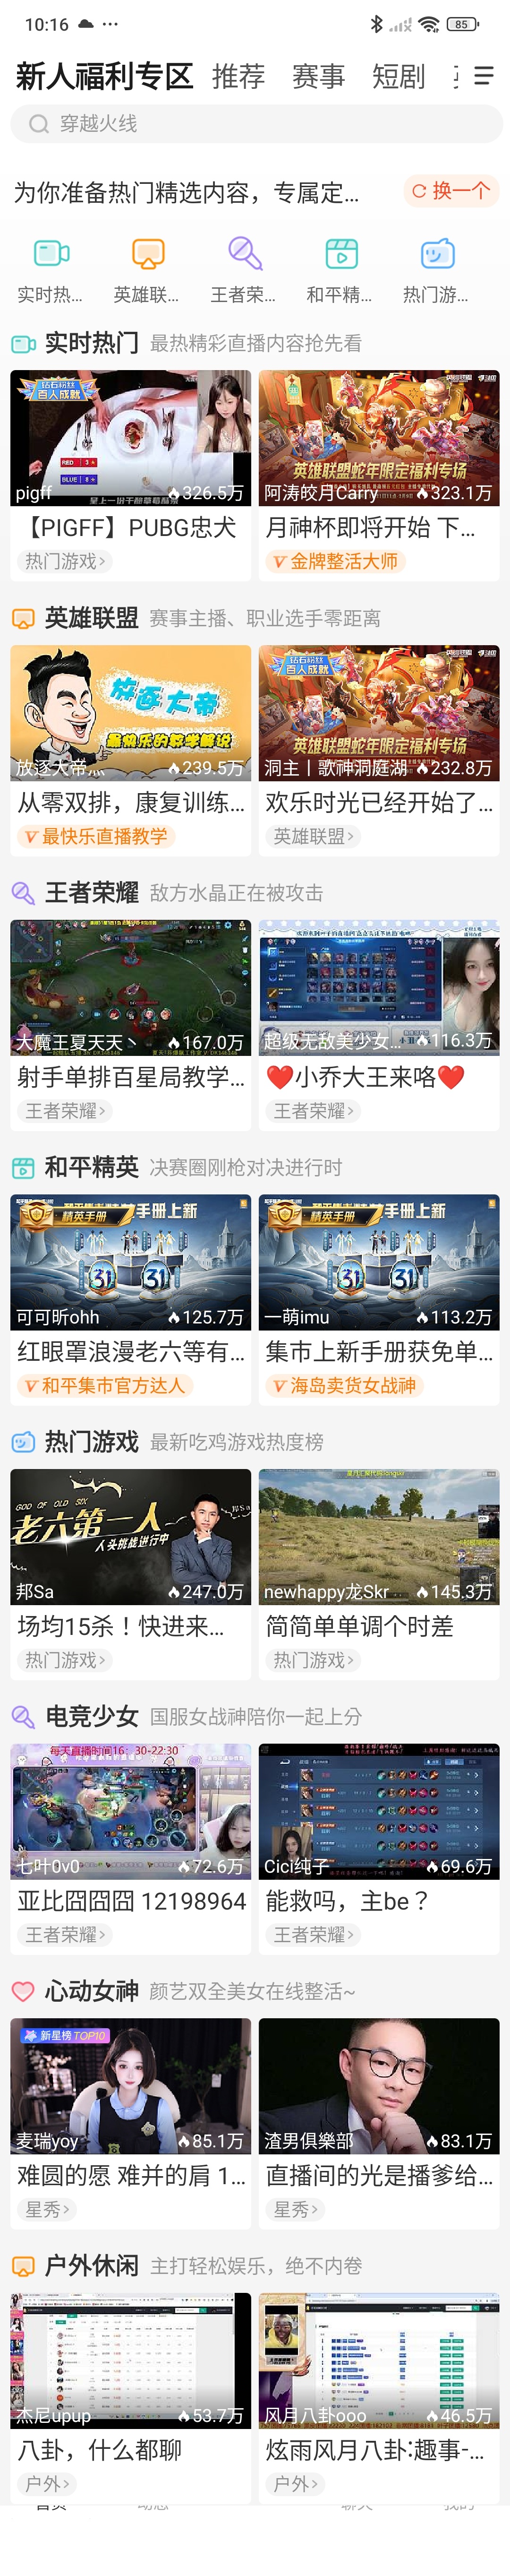 10:16
85
新人福利专区 推荐 赛事 短剧
穿越火线
为你准备热门精选内容，专属定... 换一个
实时热... 英雄联... 王者荣... 和平精... 热门游...
实时热门 最热精彩直播内容抢先看
钻石粉丝
百人成就
RED 3
BLUE 8
pigff 326.5万
【PIGFF】PUBG忠犬
热门游戏>
英雄联盟蛇年限定福利专场
阿涛皎月Carry 323.1万
月神杯即将开始 下...
金牌整活大师
英雄联盟 赛事主播、职业选手零距离
放逐大帝
最快乐的教学解说
放逐大帝点 239.5万
从零双排，康复训练...
最快乐直播教学
钻石粉丝
百人成就
英雄联盟蛇年限定福利专场
洞主丨歌神洞庭湖 232.8万
欢乐时光已经开始了...
英雄联盟>
王者荣耀 敌方水晶正在被攻击
大魔王夏天天丶 167.0万
射手单排百星局教学...
王者荣耀>
超级无敌美少女... 116.3万
❤️小乔大王来咯❤️
王者荣耀>
和平精英 决赛圈刚枪对决进行时
精英手册 手册上新
31 31
可可昕ohh 125.7万
红眼罩浪漫老六等有...
和平集市官方达人
精英手册 手册上新
31 31
一萌imu 113.2万
集市上新手册获免单...
海岛卖货女战神
热门游戏 最新吃鸡游戏热度榜
GOD OF OLD SIX
老六第一人
人头挑战进行中
邦Sa 247.0万
场均15杀！快进来...
热门游戏>
newhappy龙Skr 145.3万
简简单单调个时差
热门游戏>
电竞少女 国服女战神陪你一起上分
每天直播时间16：30-22:30
七叶0v0 72.6万
亚比囧囧囧 12198964
王者荣耀>
Cici纯子 69.6万
能救吗，主be？
王者荣耀>
心动女神 颜艺双全美女在线整活~
新星榜 TOP10
麦瑞yoy 85.1万
难圆的愿 难并的肩 1...
星秀>
渣男俱樂部 83.1万
直播间的光是播爹给...
星秀>
户外休闲 主打轻松娱乐，绝不内卷
杰尼upup 53.7万
八卦，什么都聊
户外>
风月八卦ooo 46.5万
炫雨风月八卦:趣事-...
户外>